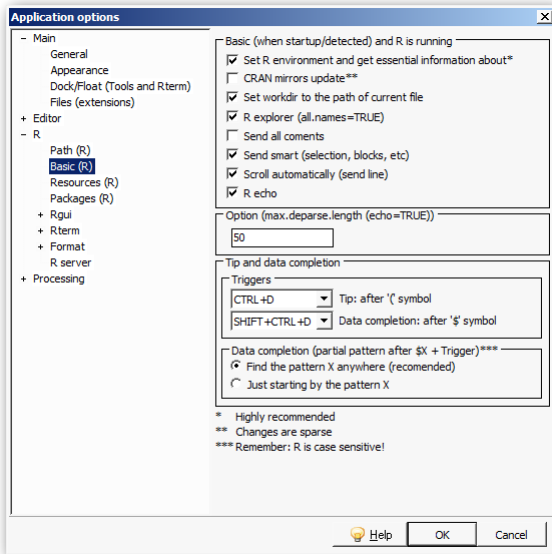 Application options
Main
General
Appearance
Dock/Float (Tools and Rterm)
Files (extensions)
Editor
R
Path (R)
Basic (R)
Resources (R)
Packages (R)
Rgui
Rterm
Format
R server
Processing
Basic (when startup/detected) and R is running
Set R environment and get essential information about*
CRAN mirrors update**
Set workdir to the path of current file
R explorer (all.names=TRUE)
Send all coments
Send smart (selection, blocks, etc)
Scroll automatically (send line)
R echo
Option (max.deparse.length (echo=TRUE))
50
Tip and data completion
Triggers
CTRL+D Tip: after '(' symbol
SHIFT+CTRL+D Data completion: after '$' symbol
Data completion (partial pattern after $X + Trigger)***
Find the pattern X anywhere (recomended)
Just starting by the pattern X
* Highly recommended
** Changes are sparse
*** Remember: R is case sensitive!
Help OK Cancel